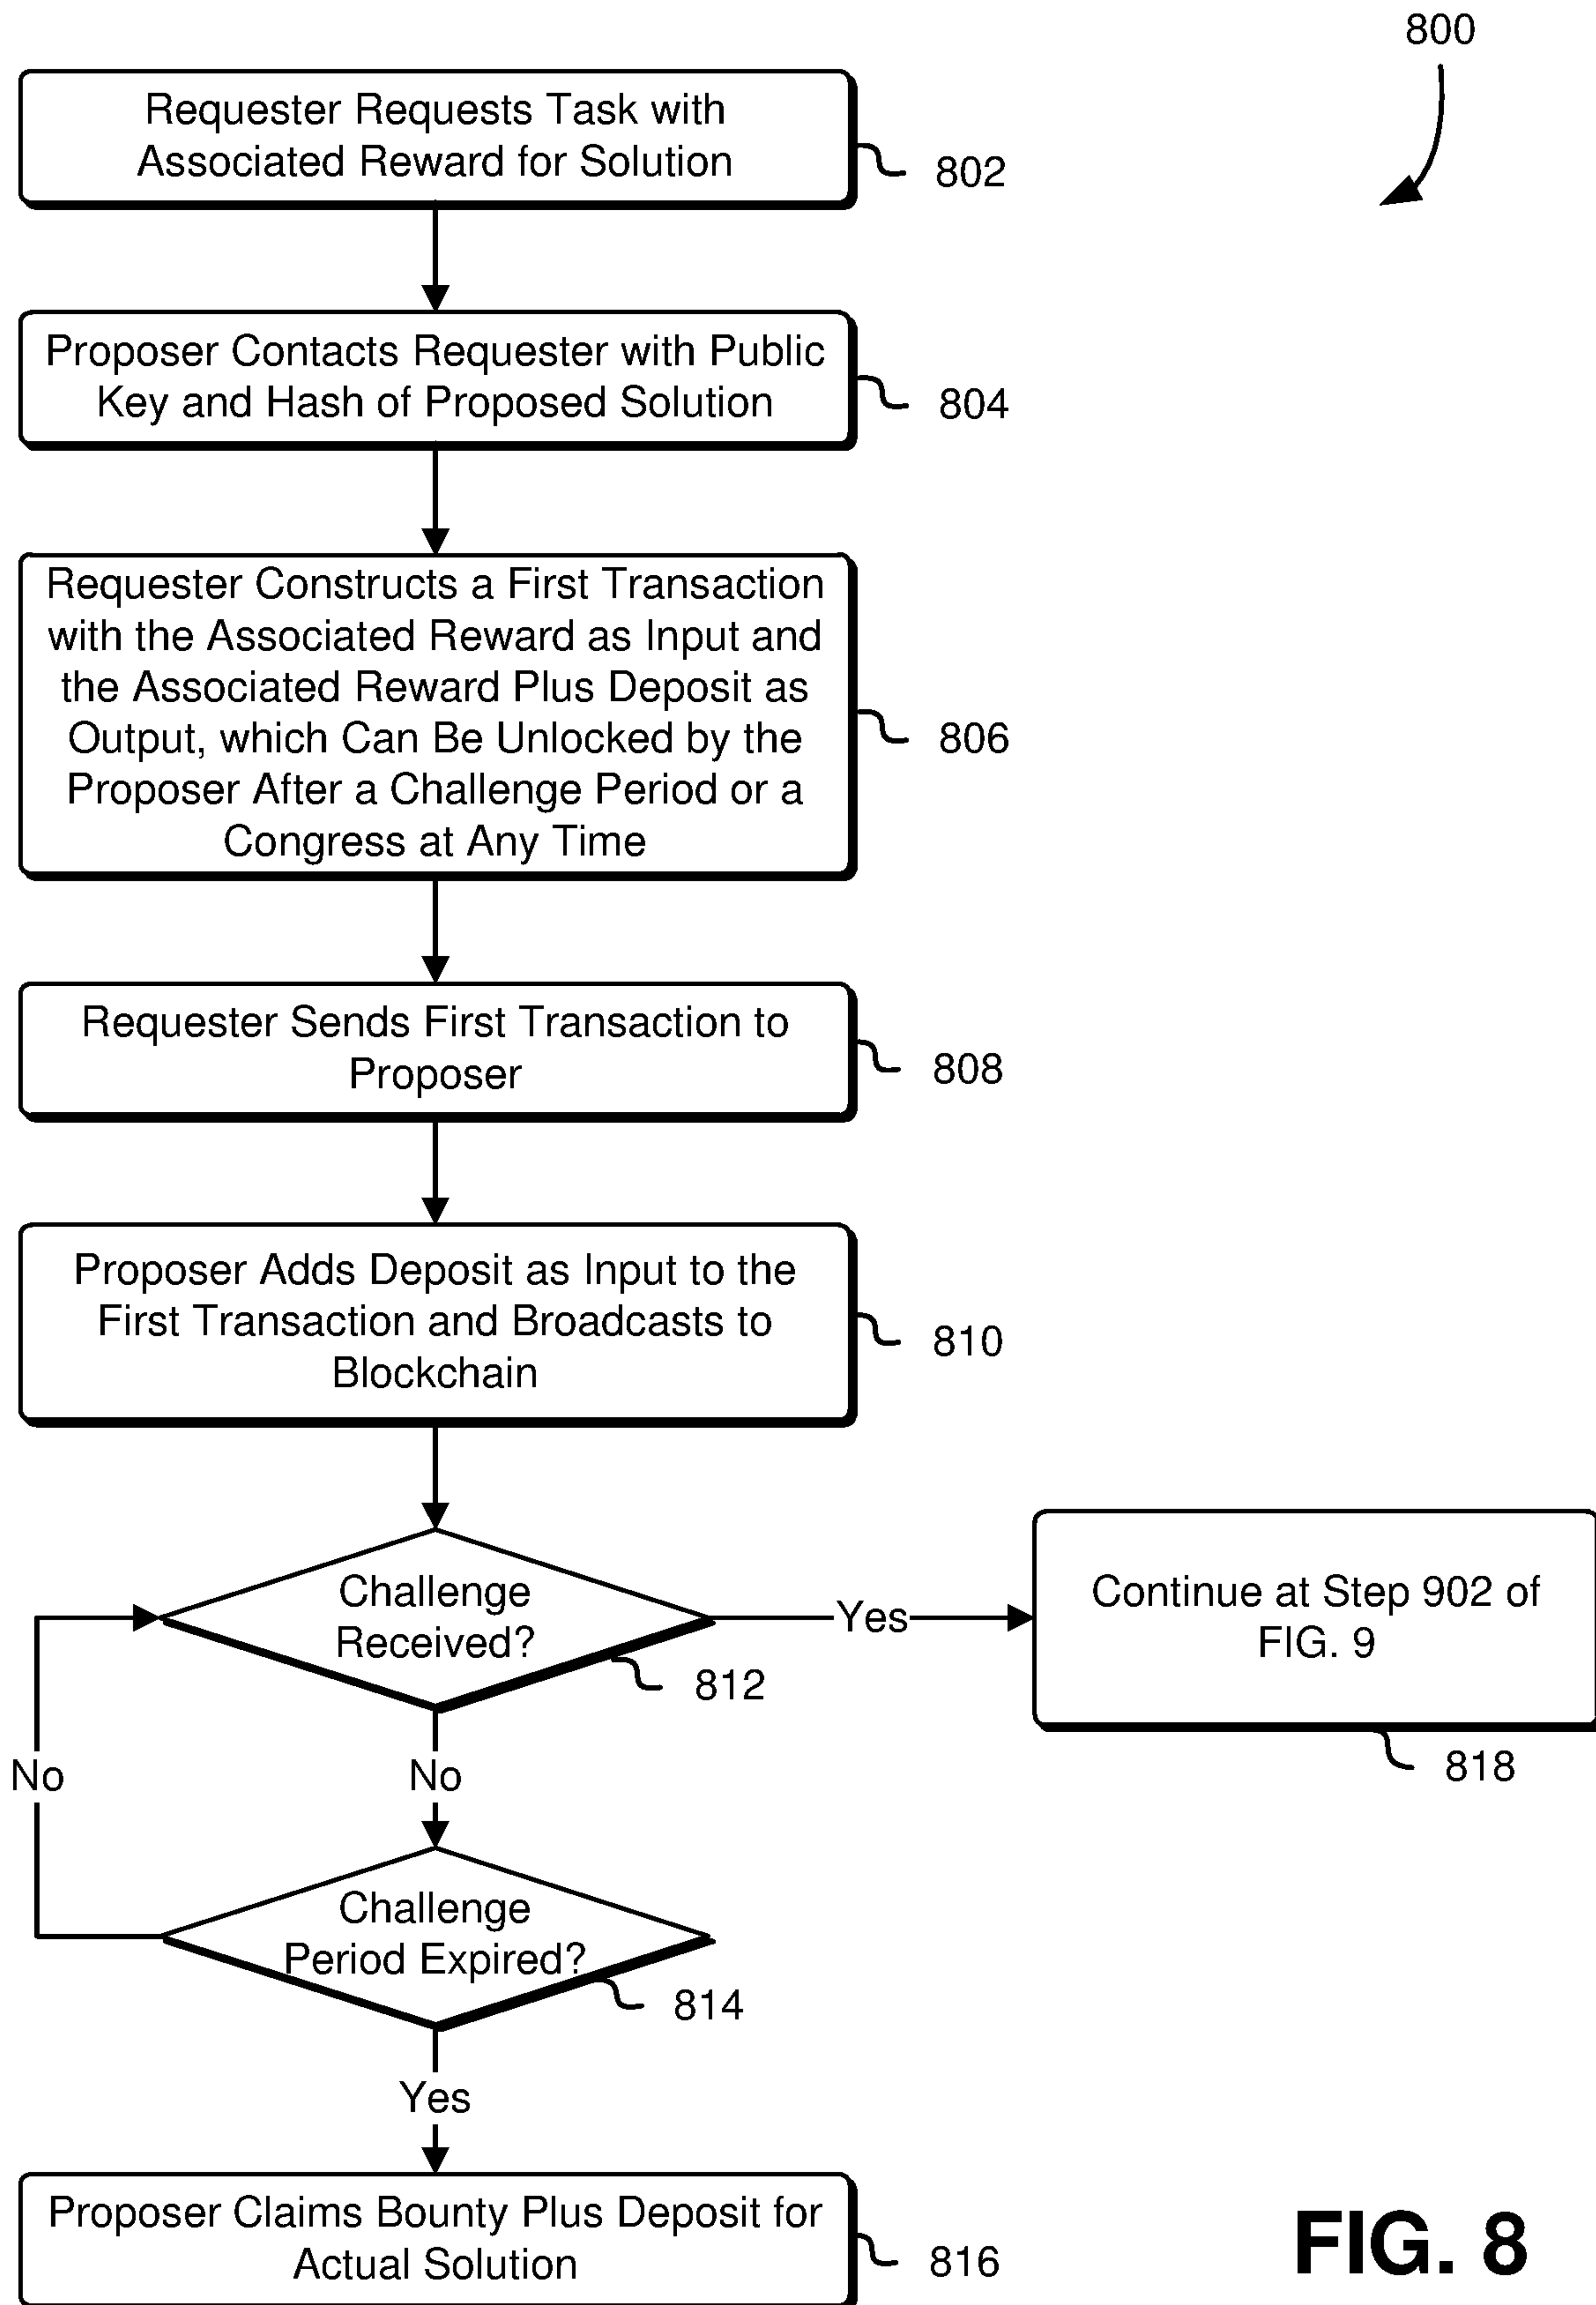 800
Requester Requests Task with
Associated Reward for Solution
802
Proposer Contacts Requester with Public
Key and Hash of Proposed Solution
804
Requester Constructs a First Transaction
with the Associated Reward as Input and
the Associated Reward Plus Deposit as
Output, which Can Be Unlocked by the
Proposer After a Challenge Period or a
Congress at Any Time
806
Requester Sends First Transaction to
Proposer
808
Proposer Adds Deposit as Input to the
First Transaction and Broadcasts to
Blockchain
810
Challenge
Received?
812
Yes
Continue at Step 902 of
FIG. 9
818
No
No
Challenge
Period Expired?
814
Yes
Proposer Claims Bounty Plus Deposit for
Actual Solution
816
FIG. 8